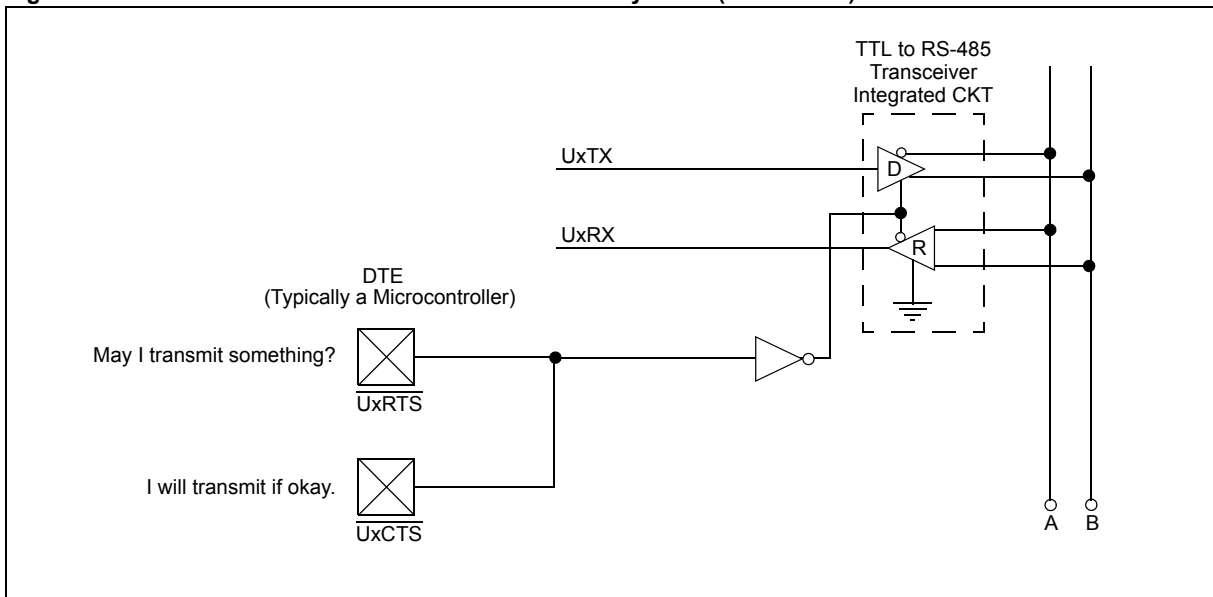 TTL to RS-485
Transceiver
Integrated CKT
UxTX
D
UxRX
R
DTE
(Typically a Microcontroller)
May I transmit something?
UxRTS
I will transmit if okay.
UxCTS
A B